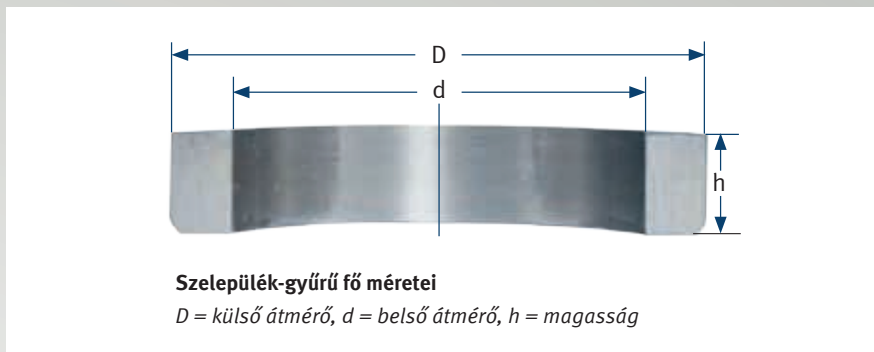 D
d
h
Szelepülék-gyűrű fő méretei
D = külső átmérő, d = belső átmérő, h = magasság